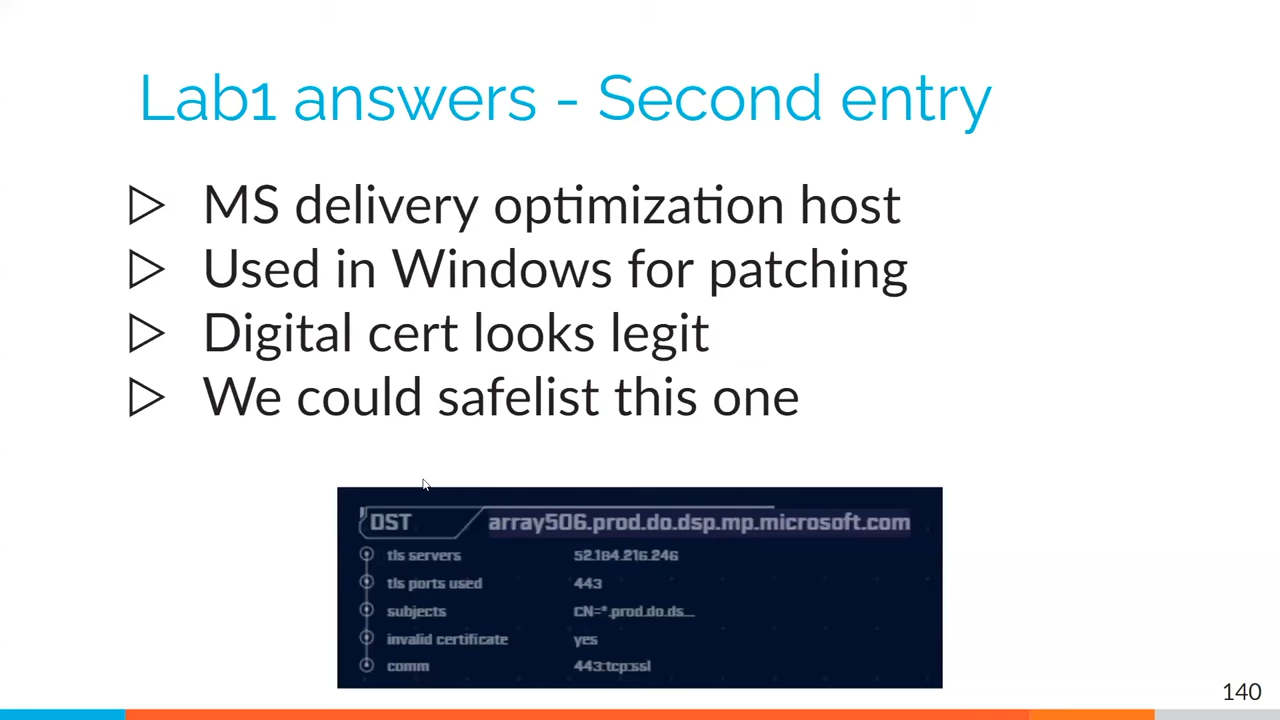 Lab1 answers - Second entry
▷ MS delivery optimization host
▷ Used in Windows for patching
▷ Digital cert looks legit
▷ We could safelist this one
DST array506.prod.do.dsp.mp.microsoft.com
tls servers 52.184.216.246
tls ports used 443
subjects CN=*.prod.do.ds...
invalid certificate yes
comm 443:tcp:ssl
140